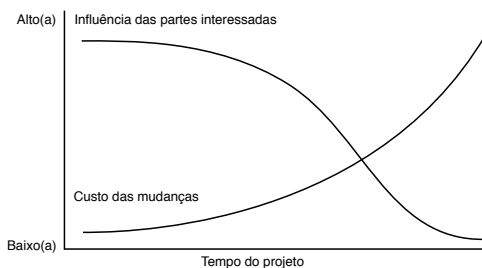 Alto(a)
Influência das partes interessadas
Custo das mudanças
Baixo(a)
Tempo do projeto